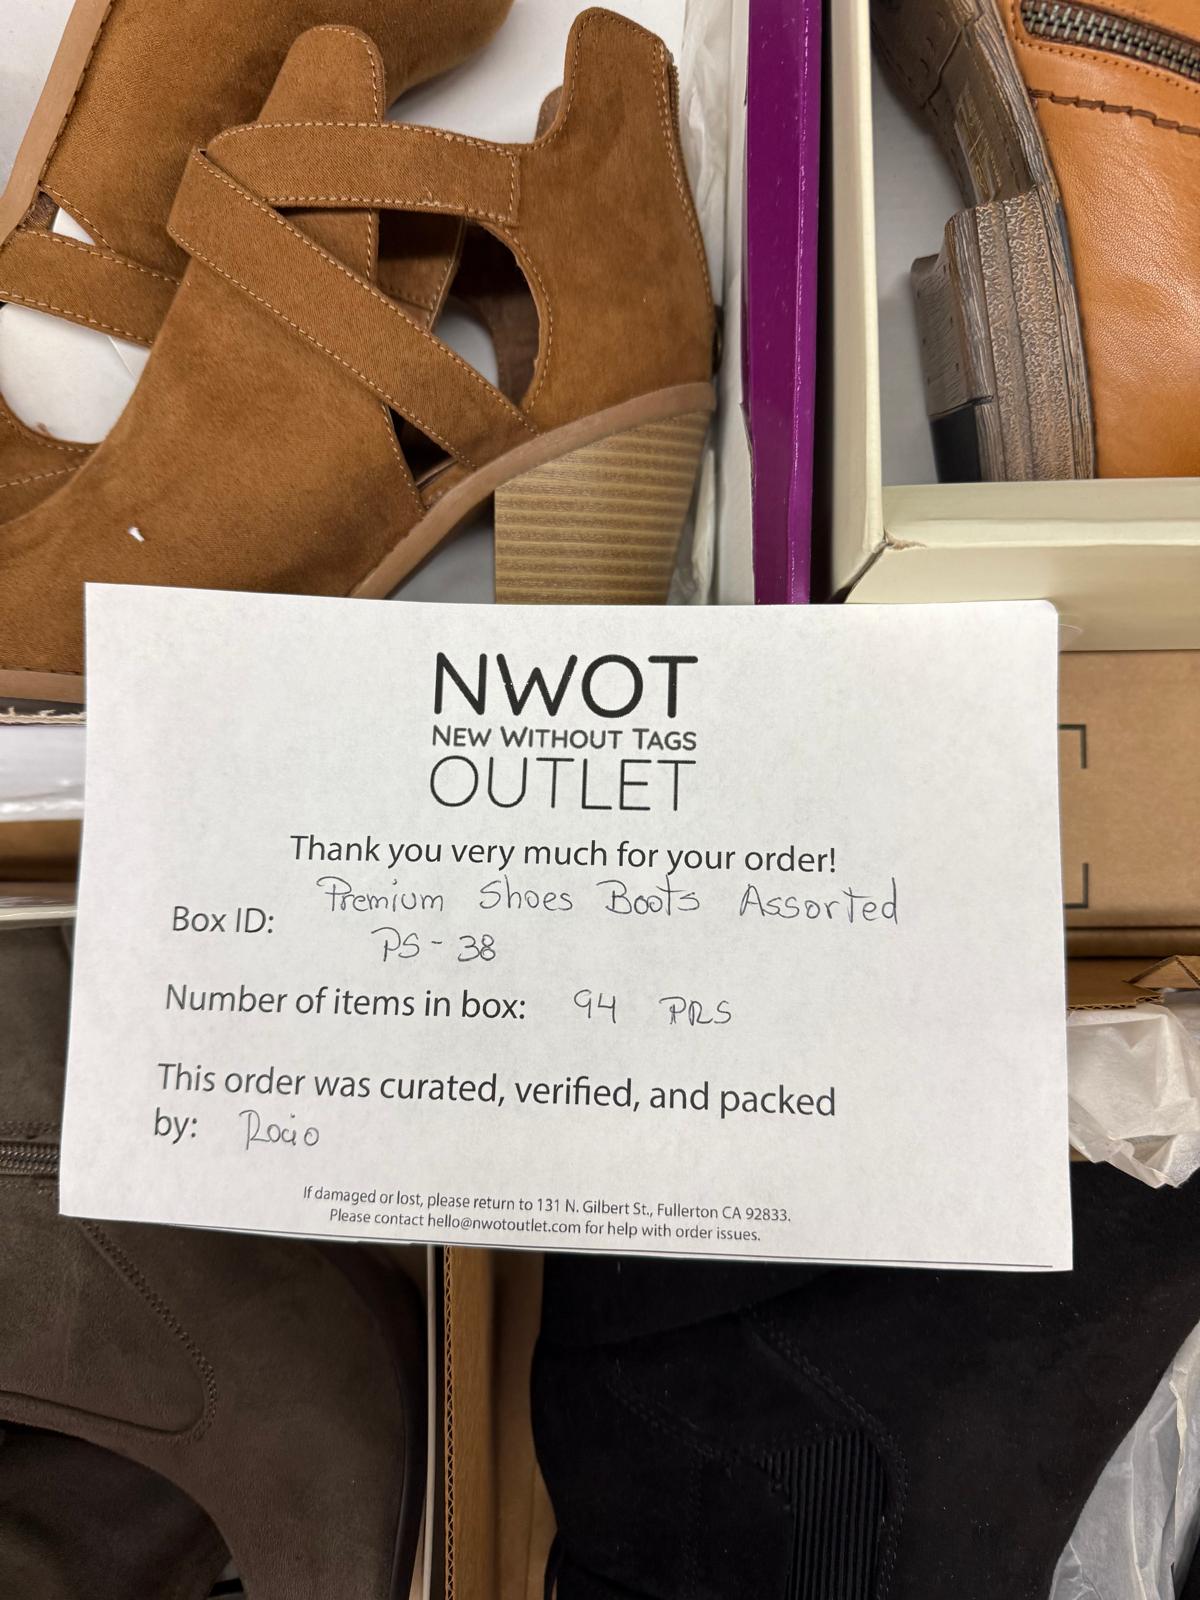 NWOT
NEW WITHOUT TAGS
OUTLET
Thank you very much for your order!
Box ID: Premium Shoes Boots Assorted
PS-38
Number of items in box: 94 PRS
This order was curated, verified, and packed
by: Rocio
If damaged or lost, please return to 131 N. Gilbert St., Fullerton CA 92833.
Please contact hello@nwotoutlet.com for help with order issues.